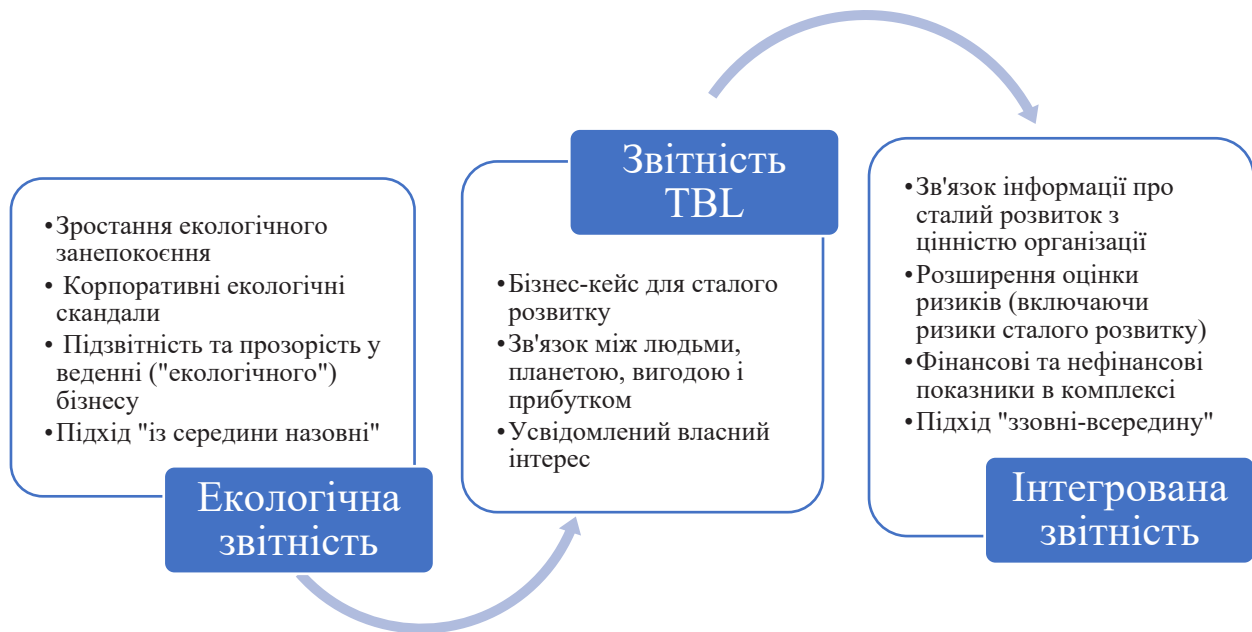 •Зростання екологічного
занепокоєння
• Корпоративні екологічні
скандали
• Підзвітність та прозорість у
веденні ("екологічного")
бізнесу
•Підхід "із середини назовні"
Екологічна
звітність
Звітність
TBL
•Бізнес-кейс для сталого
розвитку
•Зв'язок між людьми,
планетою, вигодою і
прибутком
•Усвідомлений власний
інтерес
•Зв'язок інформації про
сталий розвиток з
цінністю організації
•Розширення оцінки
ризиків (включаючи
ризики сталого розвитку)
•Фінансові та нефінансові
показники в комплексі
•Підхід "ззовні-всередину"
Інтегрована
звітність